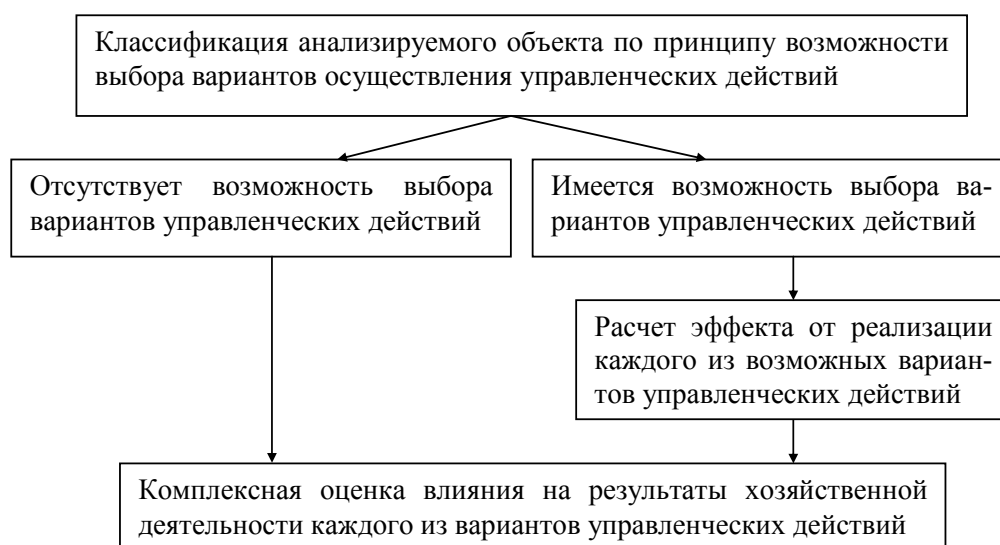 Классификация анализируемого объекта по принципу возможности
выбора вариантов осуществления управленческих действий
Отсутствует возможность выбора
вариантов управленческих действий
Имеется возможность выбора ва-
риантов управленческих действий
Расчет эффекта от реализации
каждого из возможных вариан-
тов управленческих действий
Комплексная оценка влияния на результаты хозяйственной
деятельности каждого из вариантов управленческих действий